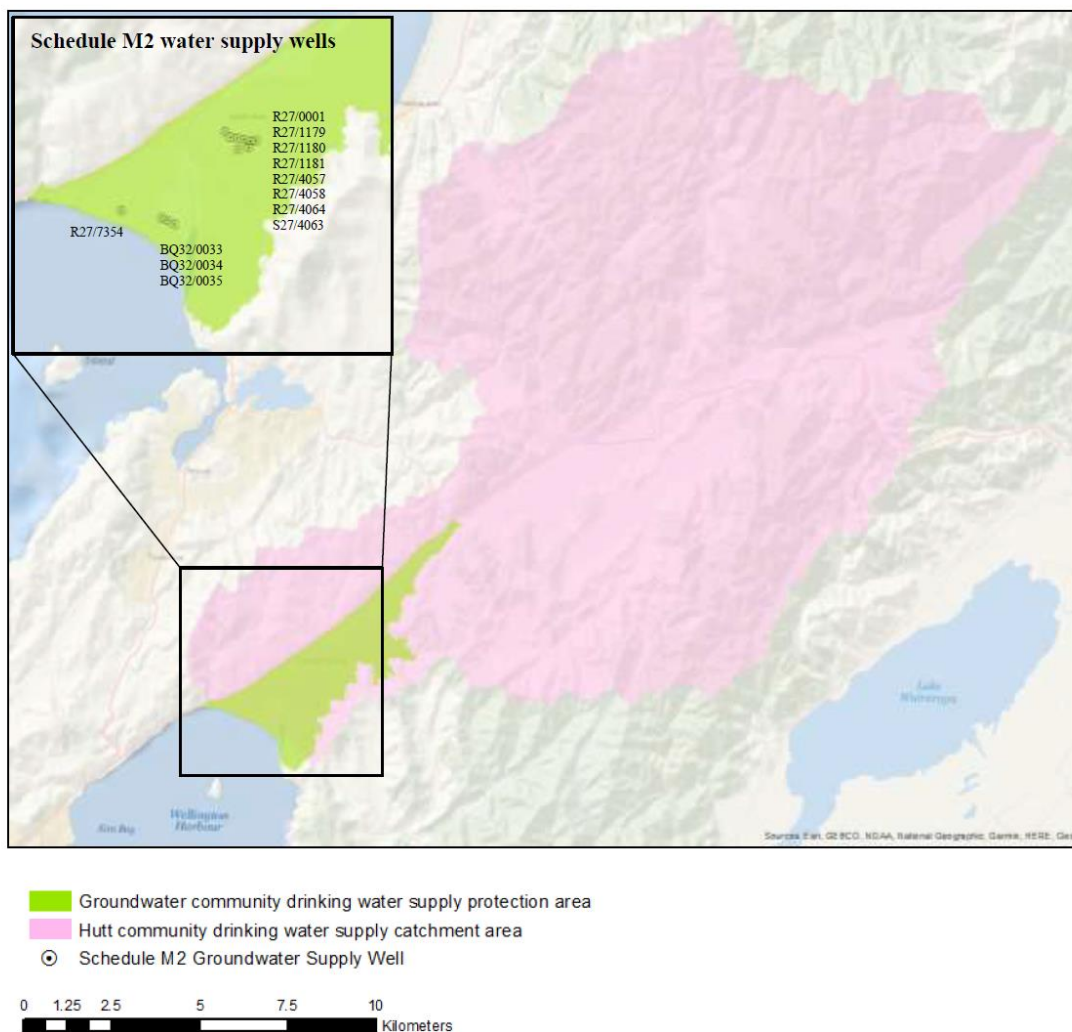 Schedule M2 water supply wells
R27/0001
R27/1179
R27/1180
R27/1181
R27/4057
R27/4058
R27/4064
S27/4063
R27/7354
BQ32/0033
BQ32/0034
BQ32/0035
Island
Lake
Wairarapa
Wellington
Harbour
Sources: Esri, GEBCO, NOAA, National Geographic, Garmin, HERE,
Groundwater community drinking water supply protection area
Hutt community drinking water supply catchment area
Schedule M2 Groundwater Supply Well
0 1.25 2.5 5 7.5 10
Kilometers